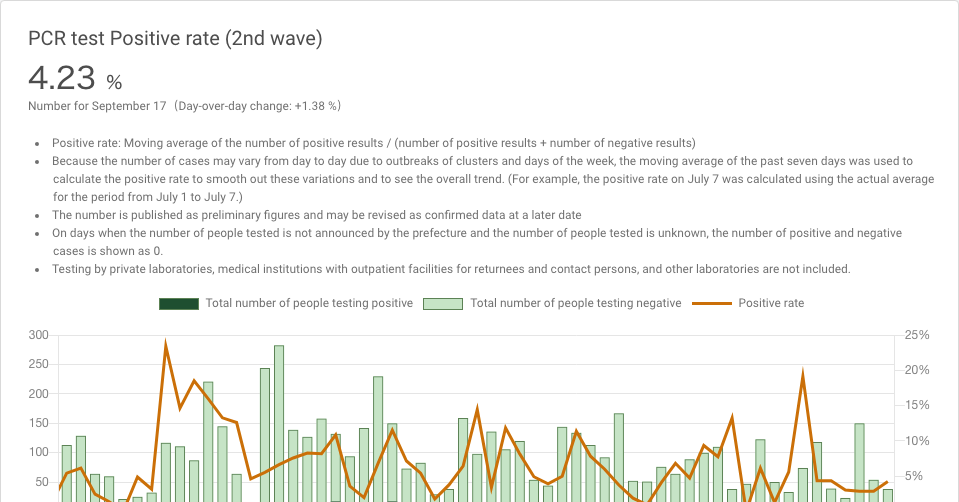 PCR test Positive rate (2nd wave)
4.23 %
Number for September 17 (Day-over-day change: +1.38 %)
• Positive rate: Moving average of the number of positive results / (number of positive results + number of negative results)
• Because the number of cases may vary from day to day due to outbreaks of clusters and days of the week, the moving average of the past seven days was used to
calculate the positive rate to smooth out these variations and to see the overall trend. (For example, the positive rate on July 7 was calculated using the actual average
for the period from July 1 to July 7.)
• The number is published as preliminary figures and may be revised as confirmed data at a later date
• On days when the number of people tested is not announced by the prefecture and the number of people tested is unknown, the number of positive and negative
cases is shown as 0.
• Testing by private laboratories, medical institutions with outpatient facilities for returnees and contact persons, and other laboratories are not included.
Total number of people testing positive Total number of people testing negative Positive rate
300 25%
250 20%
200 15%
150 10%
100 5%
50